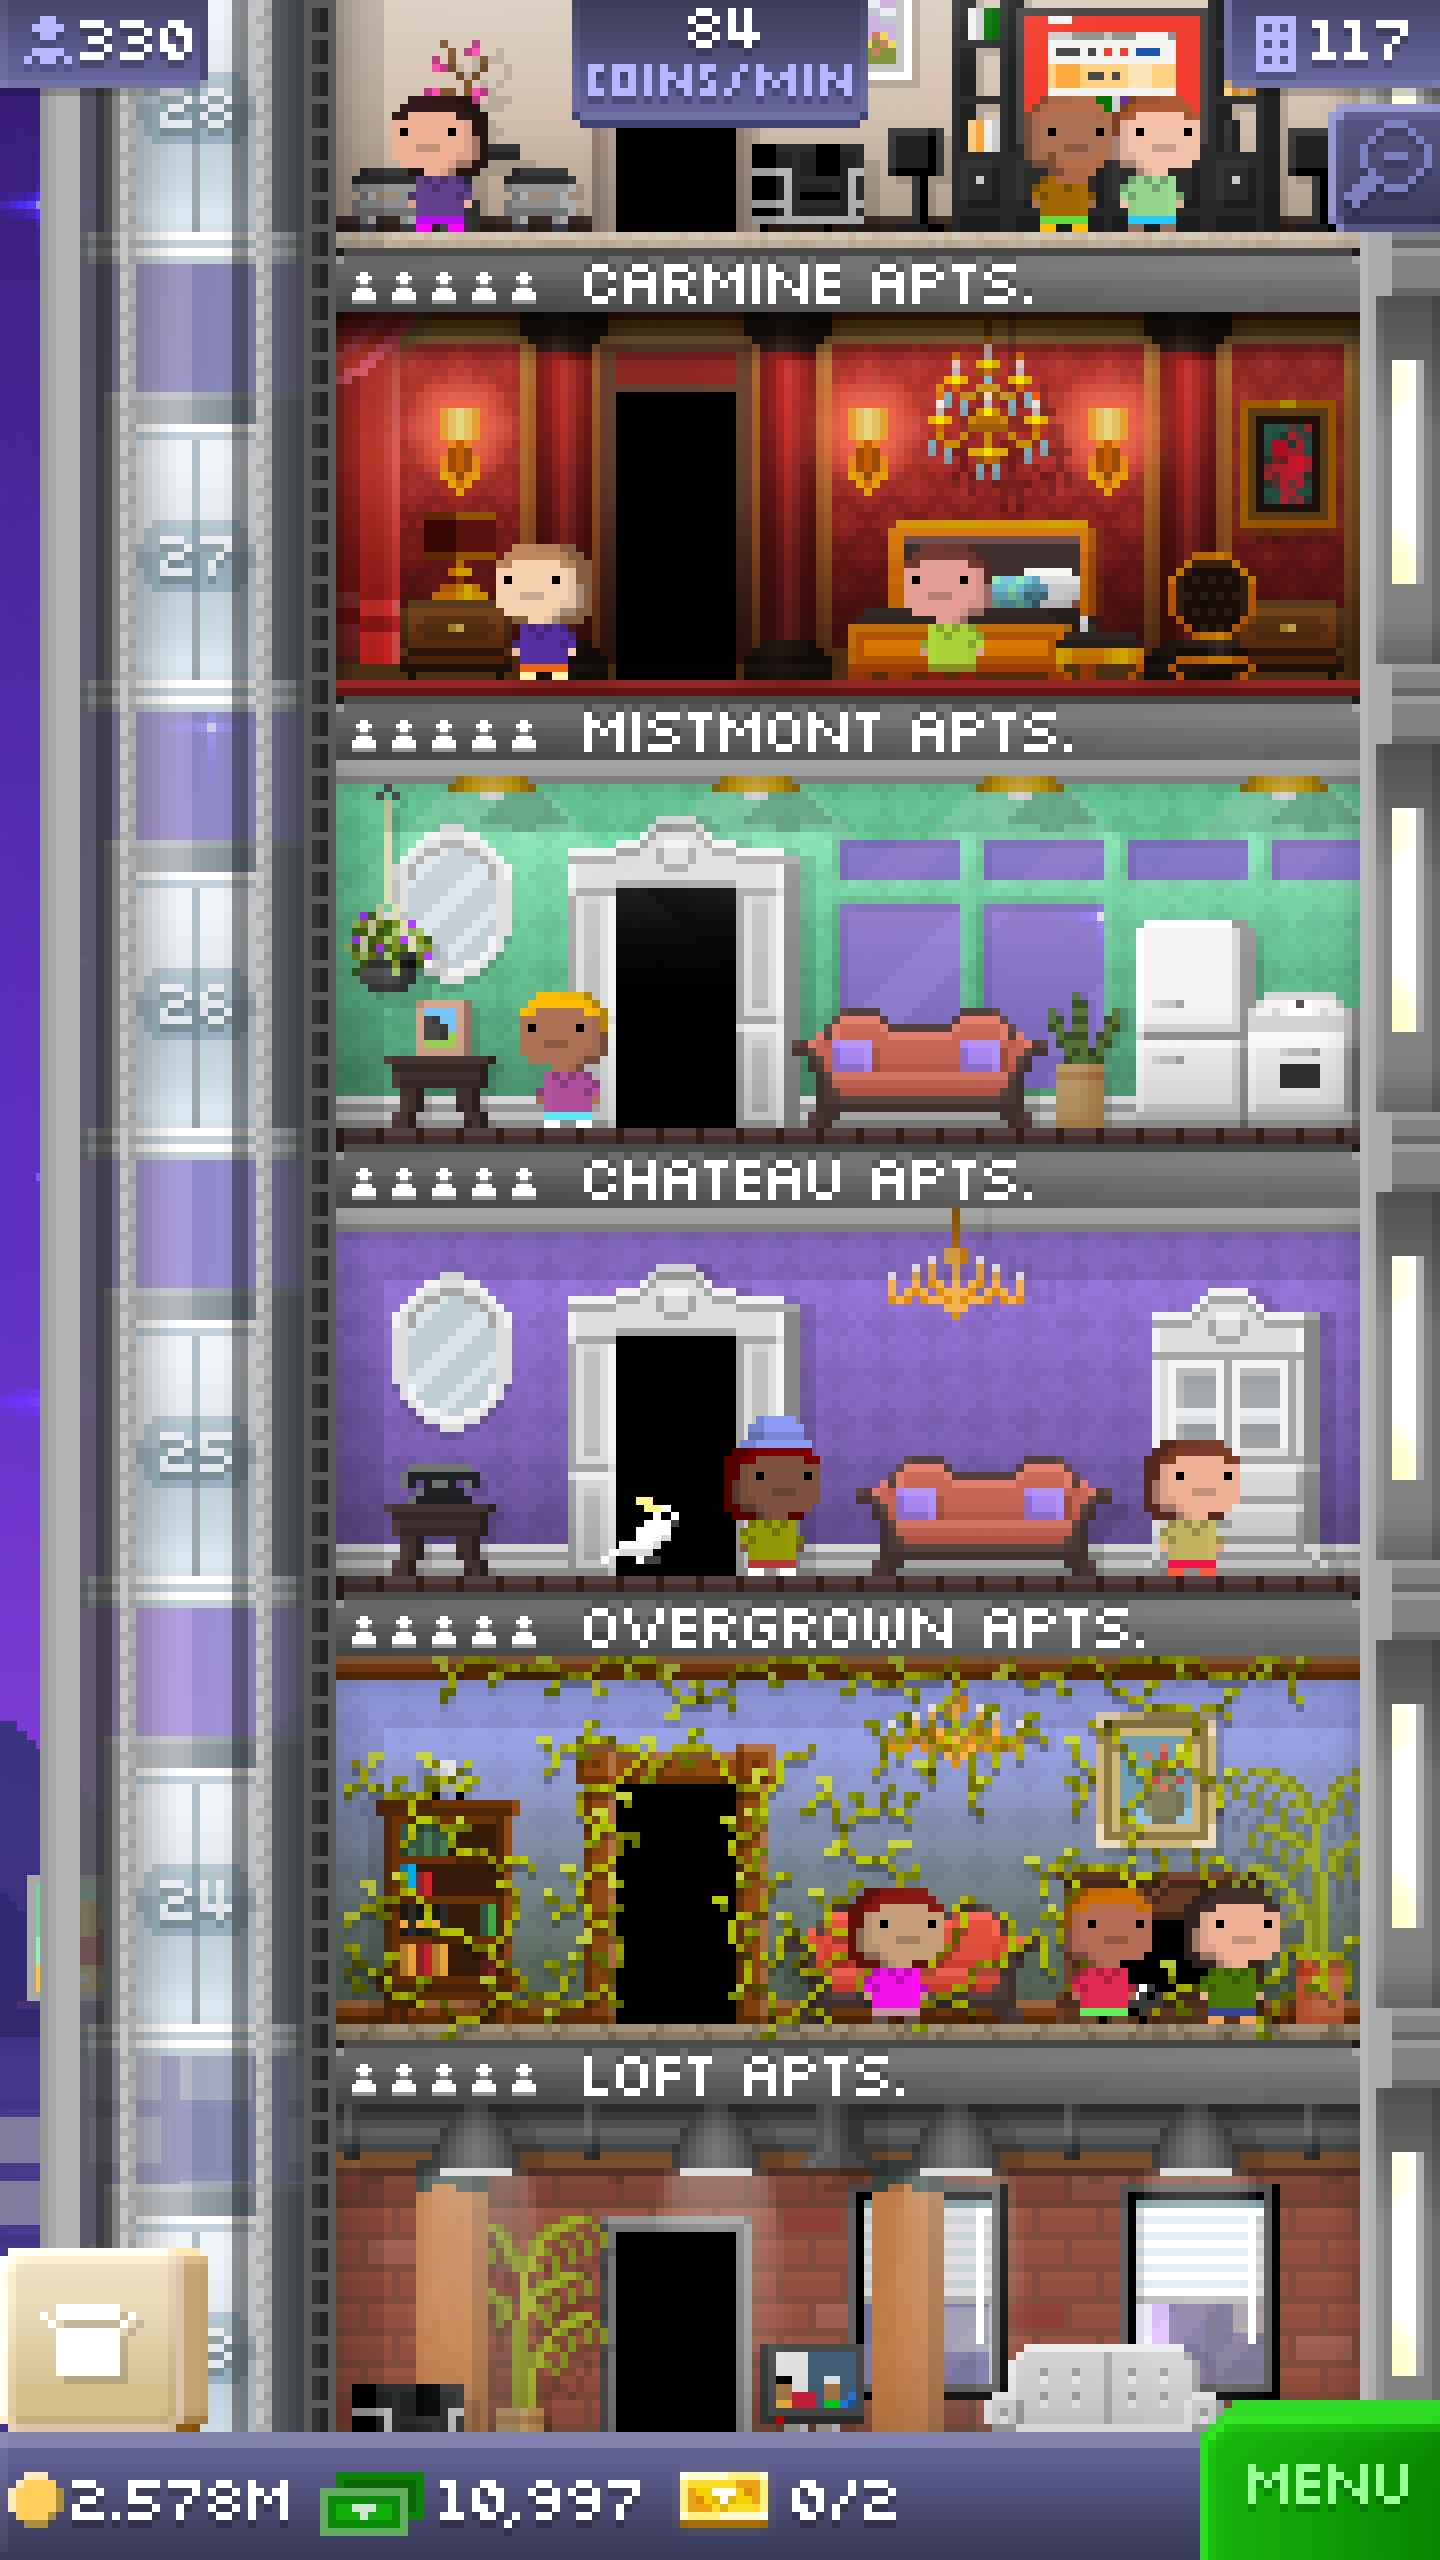 330
84
COINS/MIN
117
28
CARMINE APTS.
27
MISTMONT APTS.
26
CHATEAU APTS.
25
OVERGROWN APTS.
24
LOFT APTS.
2.578M
10,997
0/2
MENU